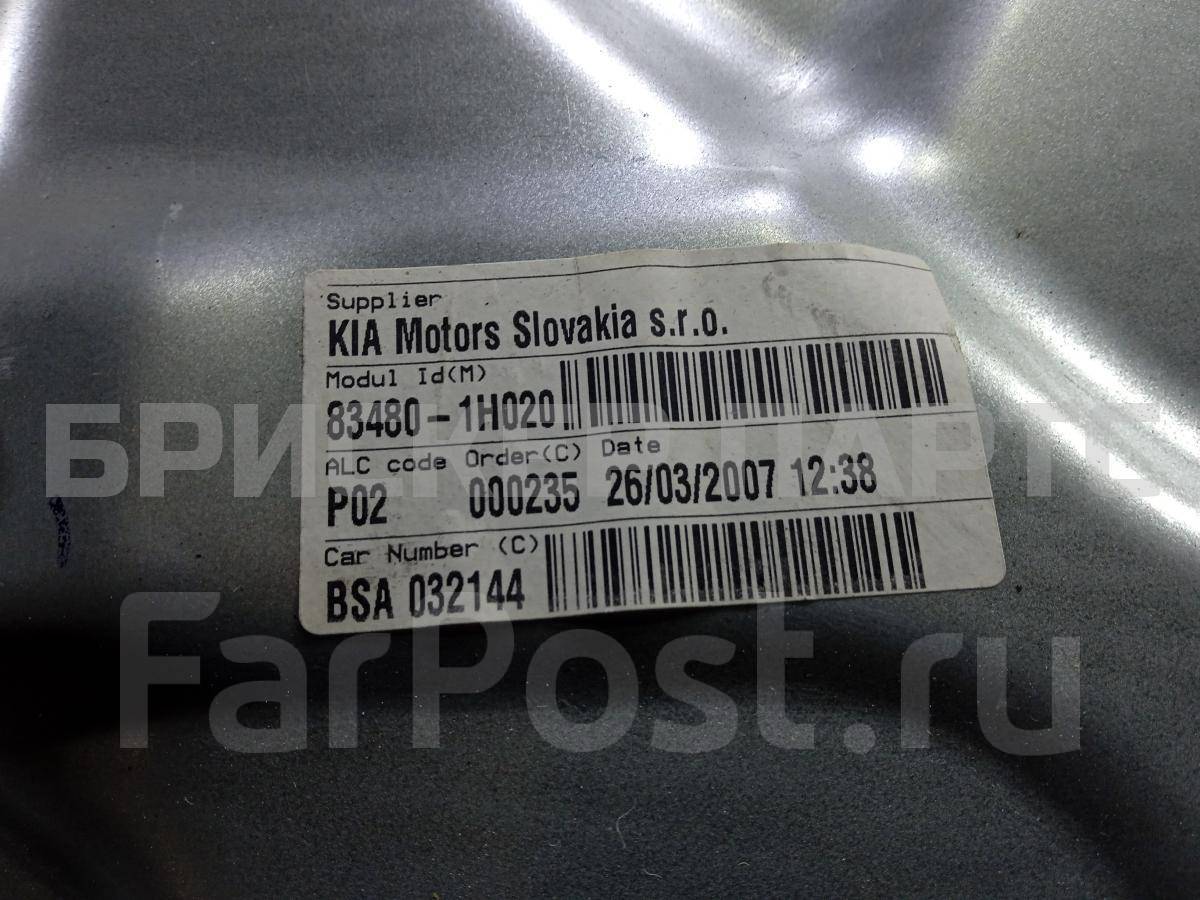 Supplier
KIA Motors Slovakia s.r.o.
Modul Id(M)
83480-1H020
ALC code Order(C) Date
P02 000235 26/03/2007 12:38
Car Number (C)
BSA 032144
FarPost.ru